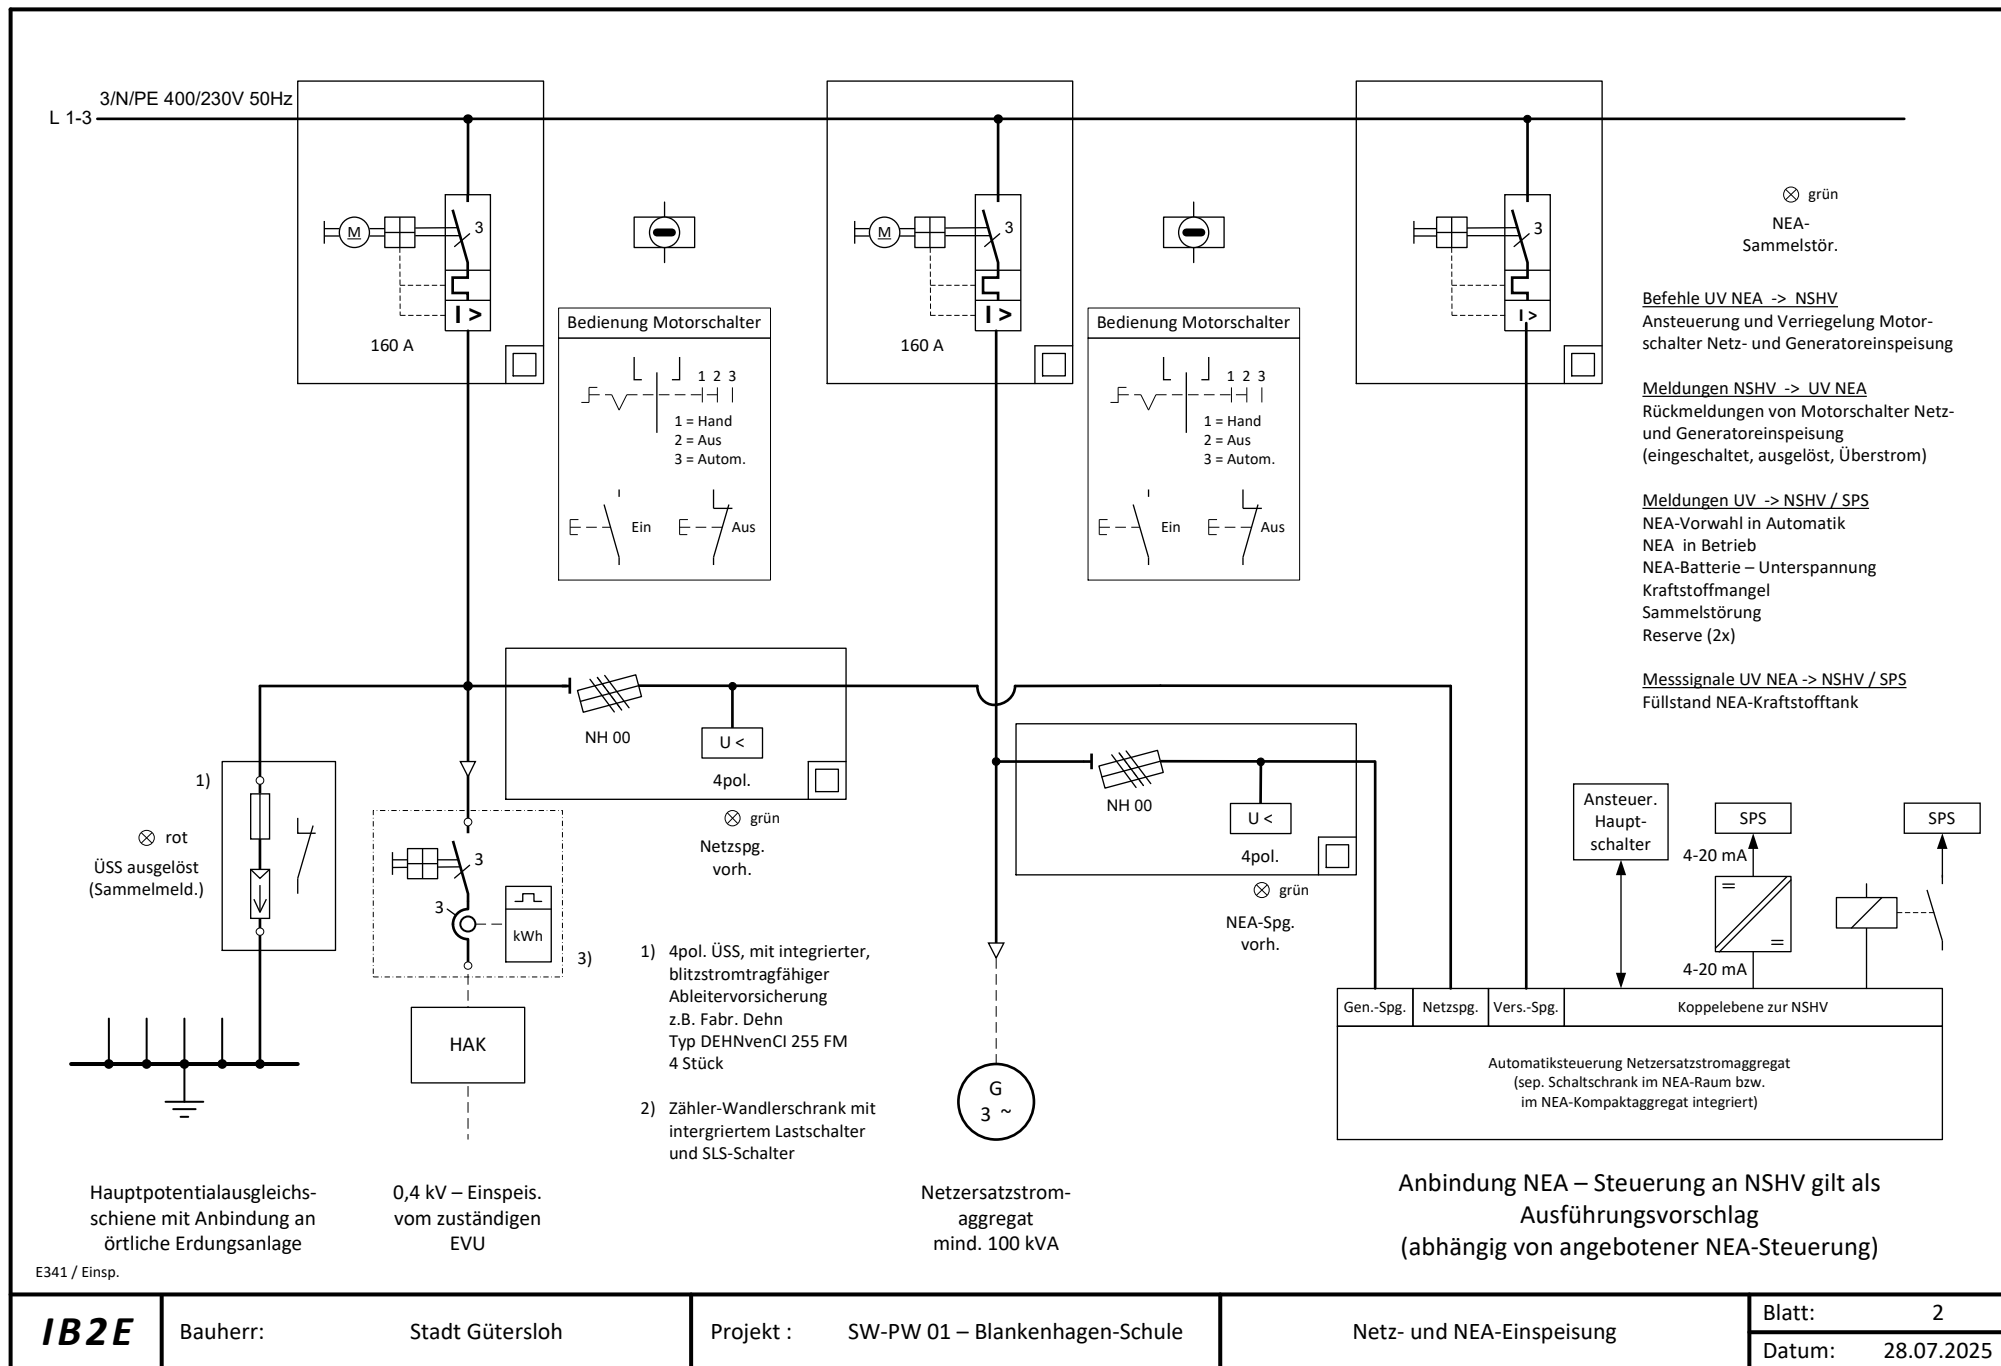 3/N/PE 400/230V 50Hz
L 1-3
M
3
I >
160 A
Bedienung Motorschalter
1 2 3
1 = Hand
2 = Aus
3 = Autom.
Ein
Aus
M
3
I >
160 A
Bedienung Motorschalter
1 2 3
1 = Hand
2 = Aus
3 = Autom.
Ein
Aus
3
I >
grün
NEA-
Sammelstör.
Befehle UV NEA -> NSHV
Ansteuerung und Verriegelung Motor-
schalter Netz- und Generatoreinspeisung
Meldungen NSHV -> UV NEA
Rückmeldungen von Motorschalter Netz-
und Generatoreinspeisung
(eingeschaltet, ausgelöst, Überstrom)
Meldungen UV -> NSHV / SPS
NEA-Vorwahl in Automatik
NEA in Betrieb
NEA-Batterie – Unterspannung
Kraftstoffmangel
Sammelstörung
Reserve (2x)
Messsignale UV NEA -> NSHV / SPS
Füllstand NEA-Kraftstofftank
NH 00
U <
4pol.
grün
Netzspg.
vorh.
NH 00
U <
4pol.
grün
NEA-Spg.
vorh.
1)
rot
ÜSS ausgelöst
(Sammelmeld.)
3
3
kWh
3)
HAK
1) 4pol. ÜSS, mit integrierter,
blitzstromtragfähiger
Ableitervorsicherung
z.B. Fabr. Dehn
Typ DEHNvenCI 255 FM
4 Stück
2) Zähler-Wandlerschrank mit
intergriertem Lastschalter
und SLS-Schalter
G
3 ~
Ansteuer.
Haupt-
schalter
SPS
4-20 mA
=
=
4-20 mA
SPS
Gen.-Spg.
Netzspg.
Vers.-Spg.
Koppelebene zur NSHV
Automatiksteuerung Netzersatzstromaggregat
(sep. Schaltschrank im NEA-Raum bzw.
im NEA-Kompaktaggregat integriert)
Hauptpotentialausgleichs-
schiene mit Anbindung an
örtliche Erdungsanlage
0,4 kV – Einspeis.
vom zuständigen
EVU
Netzersatzstrom-
aggregat
mind. 100 kVA
Anbindung NEA – Steuerung an NSHV gilt als
Ausführungsvorschlag
(abhängig von angebotener NEA-Steuerung)
E341 / Einsp.
IB2E
Bauherr: Stadt Gütersloh
Projekt : SW-PW 01 – Blankenhagen-Schule
Netz- und NEA-Einspeisung
Blatt: 2
Datum: 28.07.2025